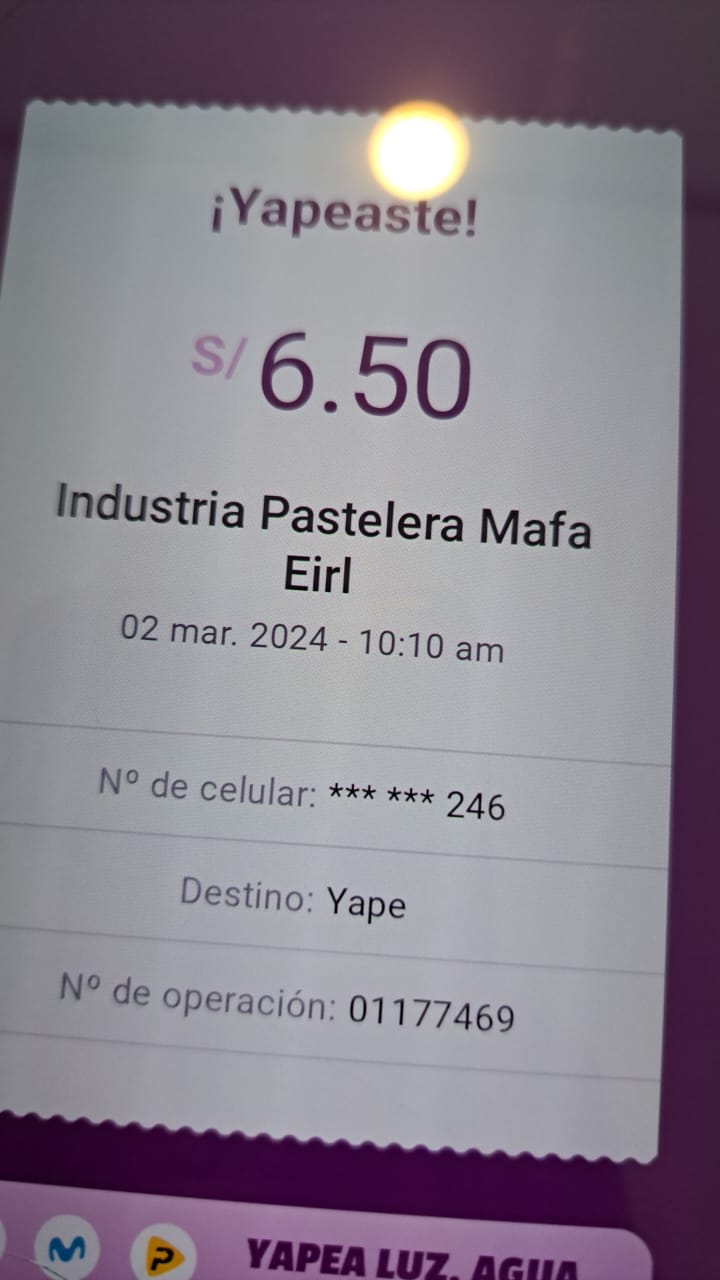 ¡Yapeaste!
S/ 6.50
Industria Pastelera Mafa
Eirl
02 mar. 2024 - 10:10 am
Nº de celular: *** *** 246
Destino: Yape
Nº de operación: 01177469
YAPEA LUZ, AGUA